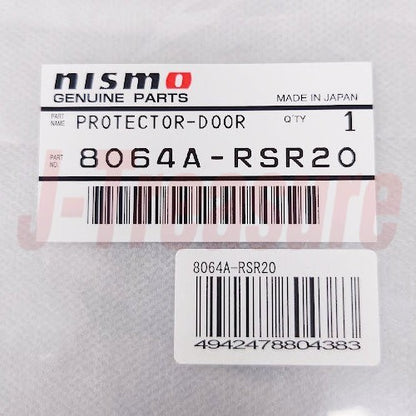 nismo
GENUINE PARTS
MADE IN JAPAN
PART NAME PROTECTOR-DOOR Q'TY 1
PART NO. 8064A-RSR20
J-Treasure
8064A-RSR20
4942478804383